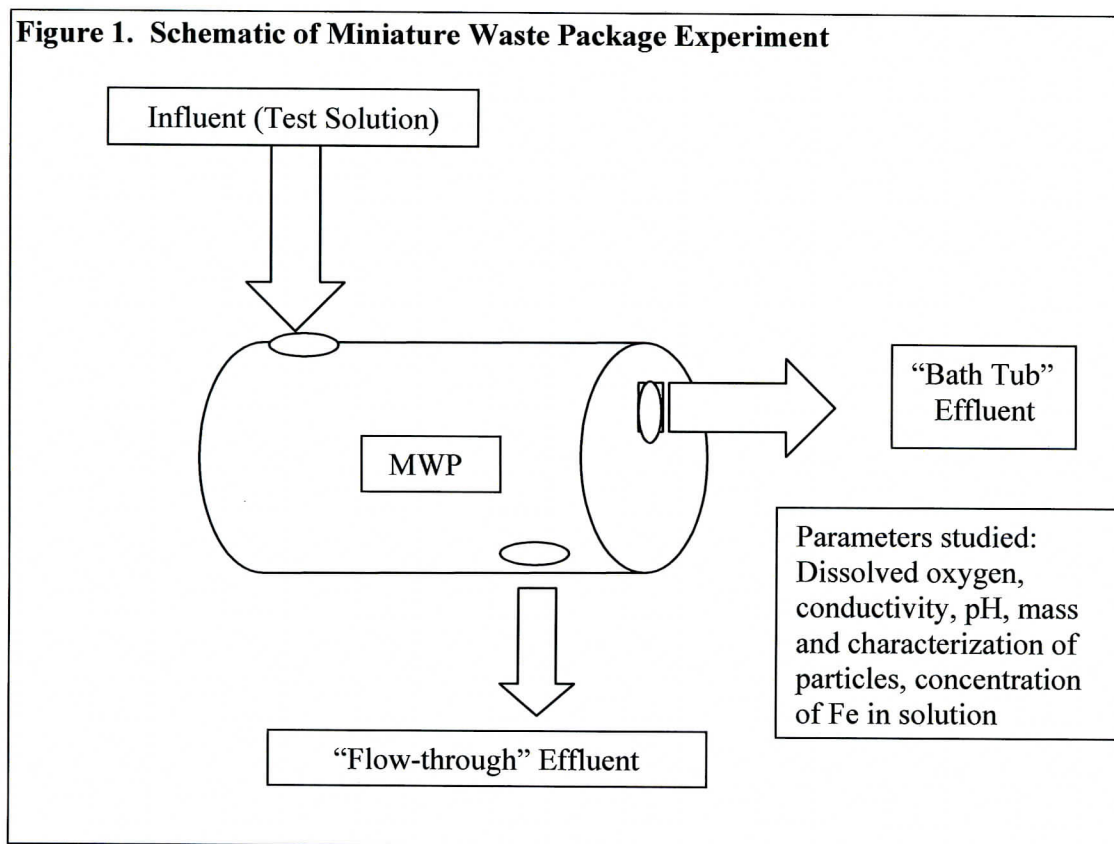 Figure 1. Schematic of Miniature Waste Package Experiment
Influent (Test Solution)
“Bath Tub”
Effluent
MWP
Parameters studied:
Dissolved oxygen,
conductivity, pH, mass
and characterization of
particles, concentration
of Fe in solution
“Flow-through” Effluent